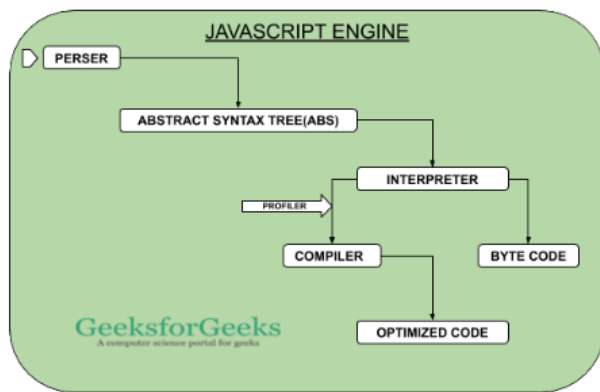 JAVASCRIPT ENGINE
PERSER
ABSTRACT SYNTAX TREE(ABS)
INTERPRETER
PROFILER
COMPILER
BYTE CODE
OPTIMIZED CODE
GeeksforGeeks
A computer science portal for geeks